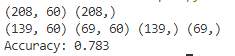 (208, 60) (208,)
(139, 60) (69, 60) (139,) (69,)
Accuracy: 0.783